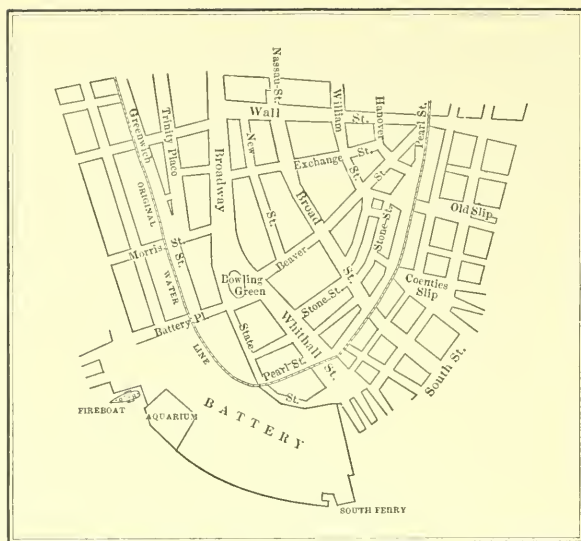 Nassau-St.
William
Hanover
Pearl St.
Greenwich
Trinity Place
Broadway
New
Wall
St.
Exchange
St.
Broad
St.
St.
Old Slip
ORIGINAL
Stone St.
Morris
St.
St.
Beaver
St.
WATER
Bowling
Green
Coenties
Slip
Stone St.
Battery Pl.
State
Whitehall
LINE
Pearl St.
St.
South St.
St.
FIREBOAT
AQUARIUM
BATTERY
SOUTH FERRY